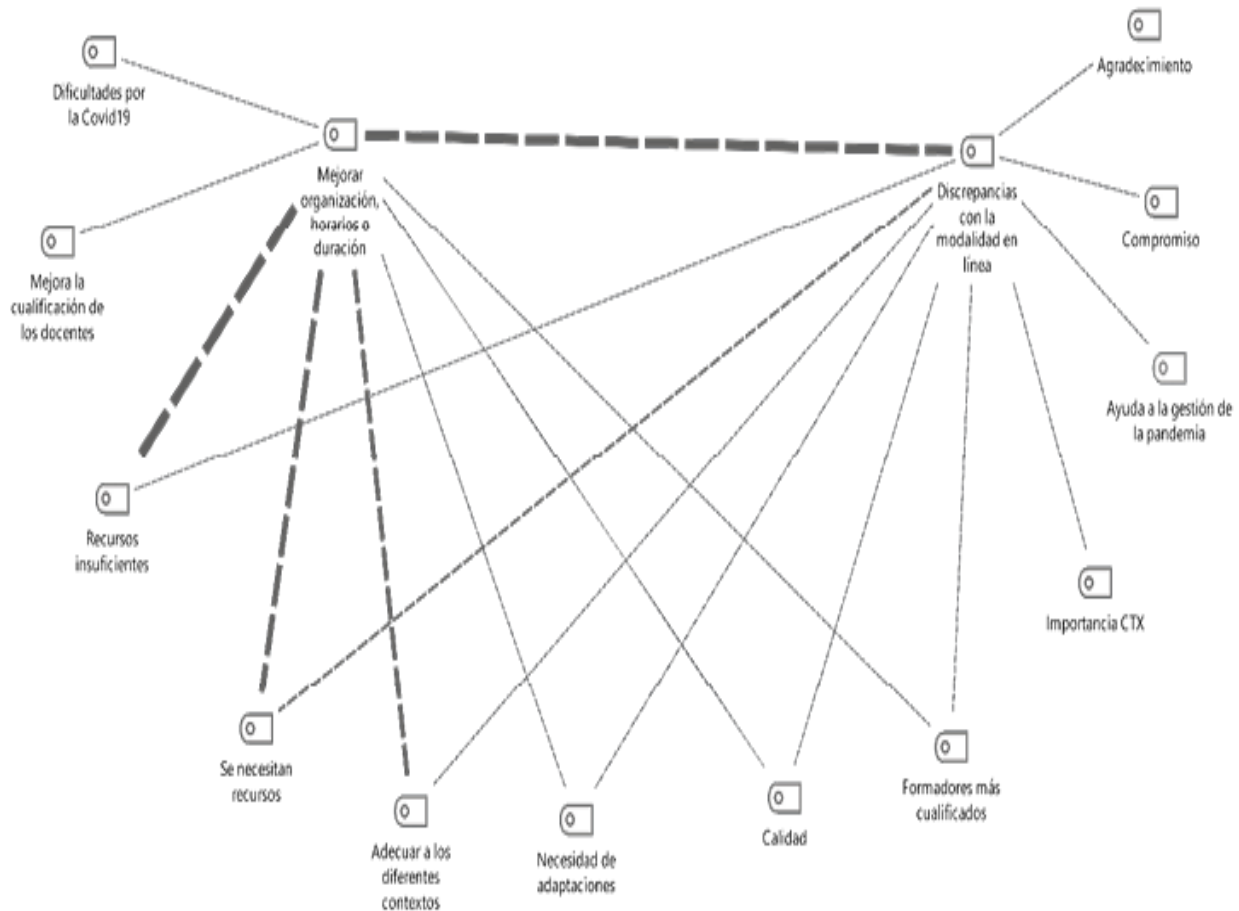 Agradecimiento
Dificultades por
la Covid19
Mejorar
organización,
horarios o
duración
Discrepancias
con la
modalidad en
línea
Compromiso
Mejora la
cualificación de
los docentes
Ayuda a la gestión de
la pandemia
Recursos
insuficientes
Importancia CTX
Se necesitan
recursos
Formadores más
cualificados
Adecuar a los
diferentes
contextos
Necesidad de
adaptaciones
Calidad